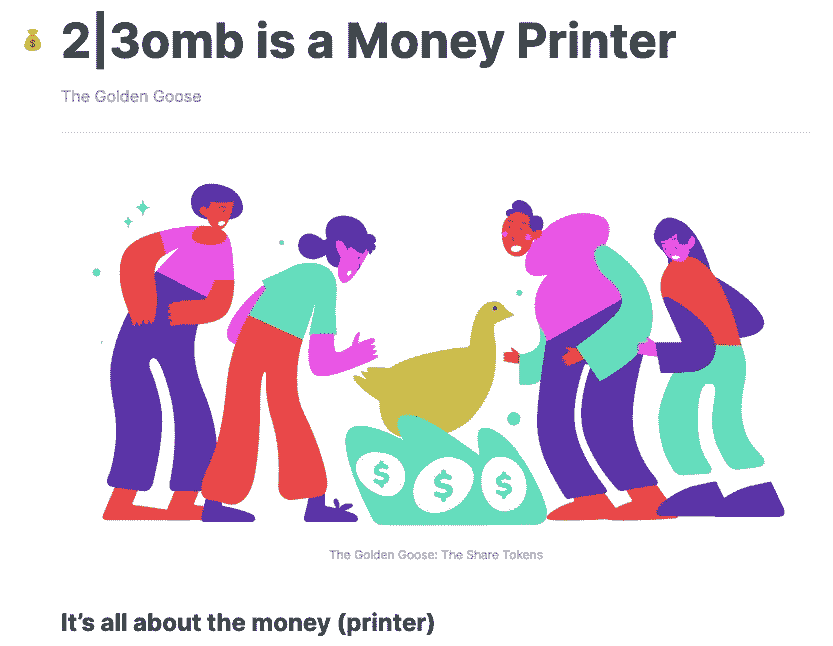 2|3omb is a Money Printer
The Golden Goose
$ $ $
The Golden Goose: The Share Tokens
It's all about the money (printer)